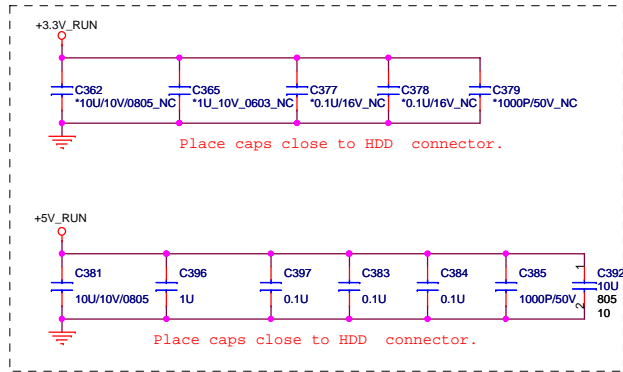 +3.3V_RUN
C362
*10U/10V/0805_NC
C365
*1U_10V_0603_NC
C377
*0.1U/16V_NC
C378
*0.1U/16V_NC
C379
*1000P/50V_NC
Place caps close to HDD connector.
+5V_RUN
C381
10U/10V/0805
C396
1U
C397
0.1U
C383
0.1U
C384
0.1U
C385
1000P/50V
1
2
C392
10U
805
10
Place caps close to HDD connector.